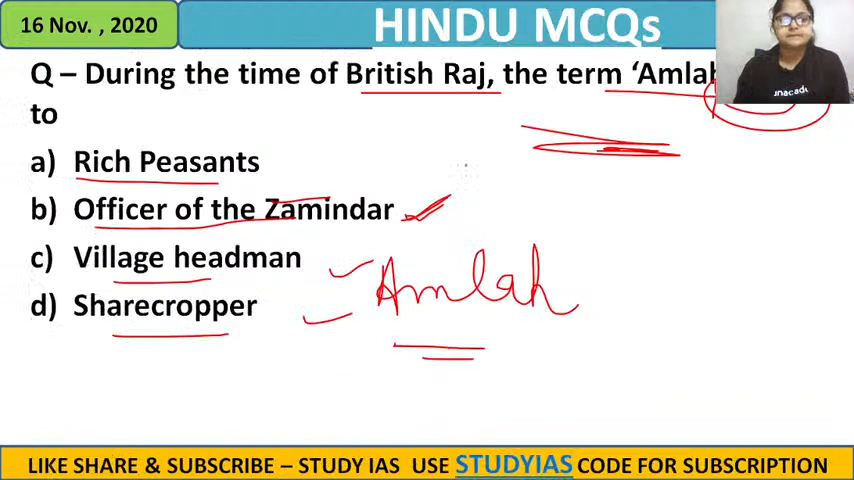 16 Nov. , 2020
HINDU MCQs
Q – During the time of British Raj, the term ‘Amlah
to
a) Rich Peasants
b) Officer of the Zamindar
c) Village headman
Amlah
d) Sharecropper
unacade
LIKE SHARE & SUBSCRIBE – STUDY IAS USE STUDYIAS CODE FOR SUBSCRIPTION